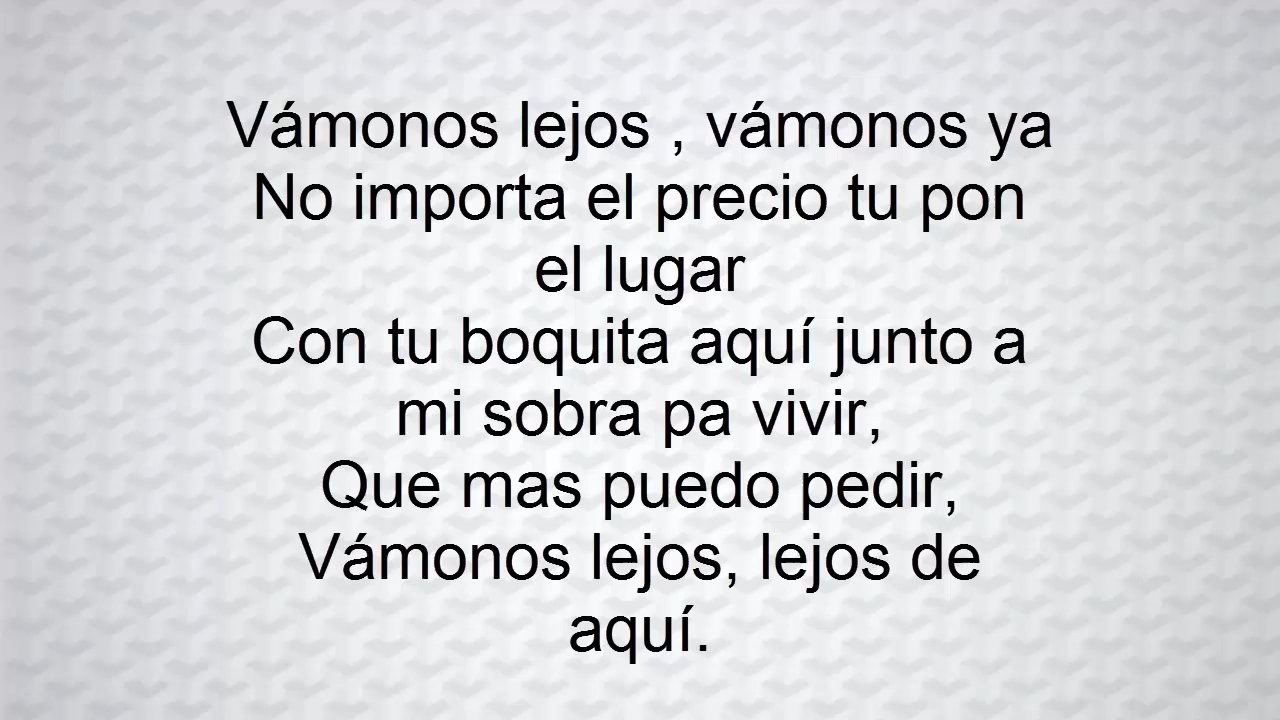 Vámonos lejos , vámonos ya
No importa el precio tu pon
el lugar
Con tu boquita aquí junto a
mi sobra pa vivir,
Que mas puedo pedir,
Vámonos lejos, lejos de
aquí.